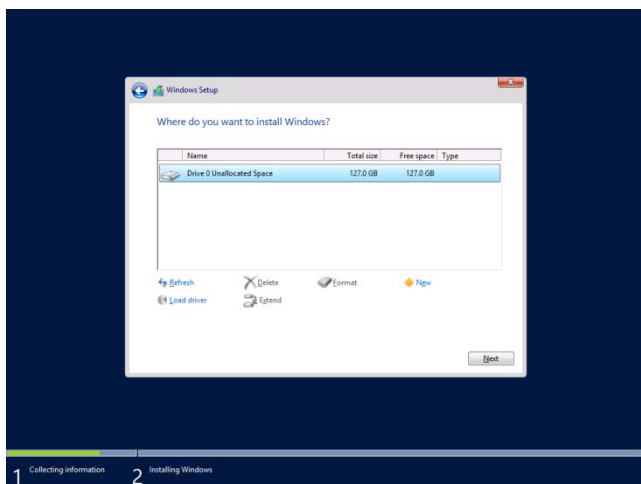 Windows Setup
Where do you want to install Windows?
Name Total size Free space Type
Drive 0 Unallocated Space 127.0 GB 127.0 GB
Refresh Delete Format New
Load driver Extend
Next
1 Collecting information 2 Installing Windows